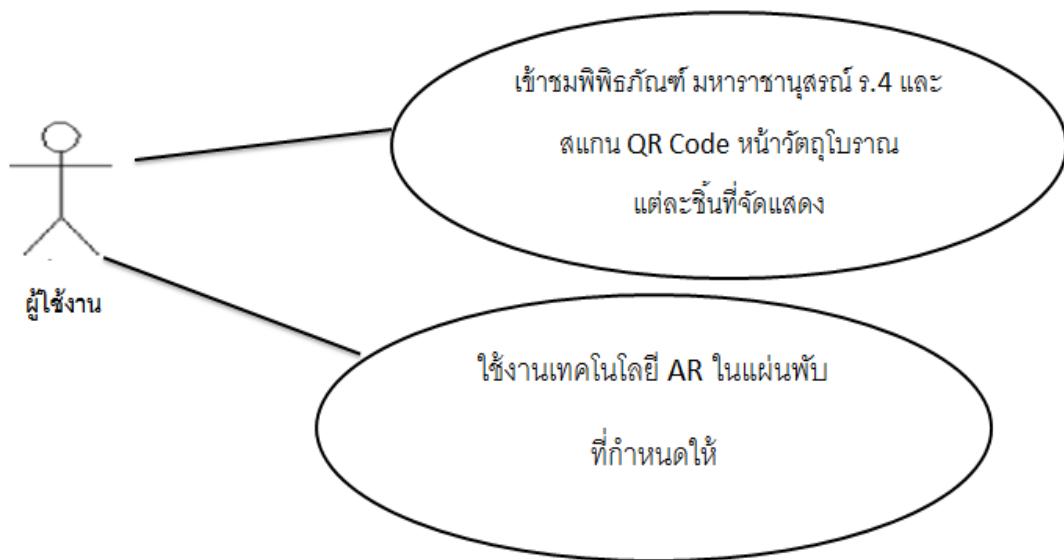 เข้าชมพิพิธภัณฑ์ มหาราชานุสรณ์ ร.4 และ
สแกน QR Code หน้าวัตถุโบราณ
แต่ละชิ้นที่จัดแสดง
ผู้ใช้งาน
ใช้งานเทคโนโลยี AR ในแผ่นพับ
ที่กำหนดให้